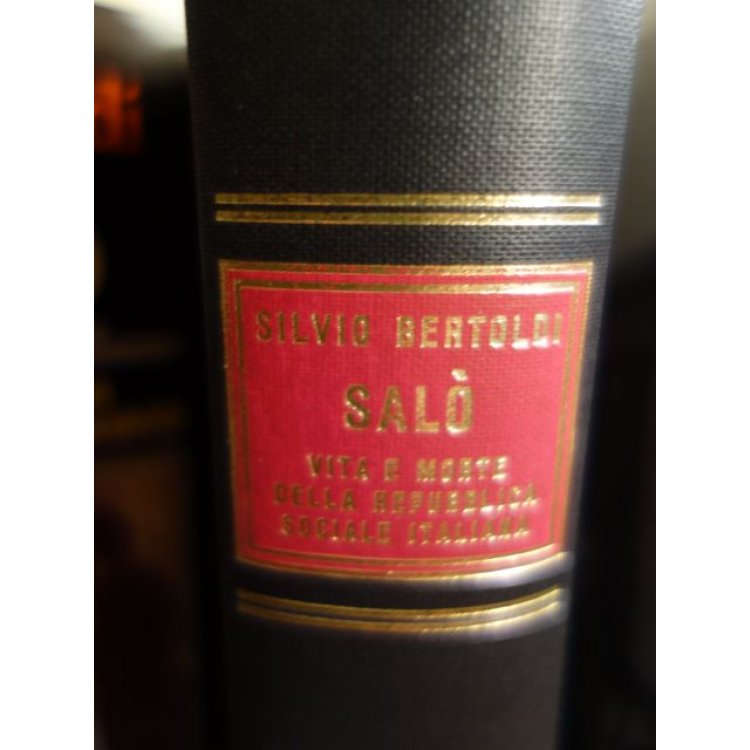 SILVIO BERTOLDI
SALÒ
VITA E MORTE
DELLA REPUBBLICA
SOCIALE ITALIANA